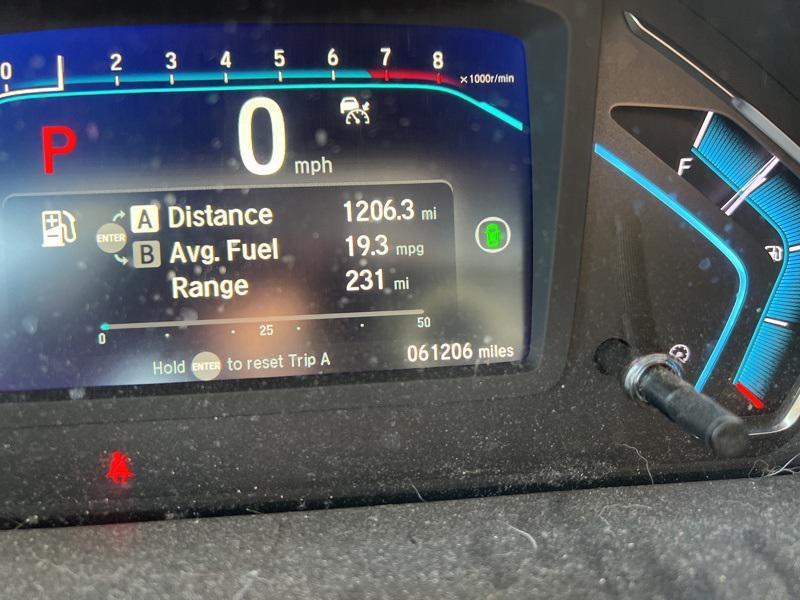 0 2 3 4 5 6 7 8 x1000r/min
P 0 mph
F
A Distance 1206.3 mi
ENTER
B Avg. Fuel 19.3 mpg
Range 231 mi
0 25 50
Hold ENTER to reset Trip A
061206 miles